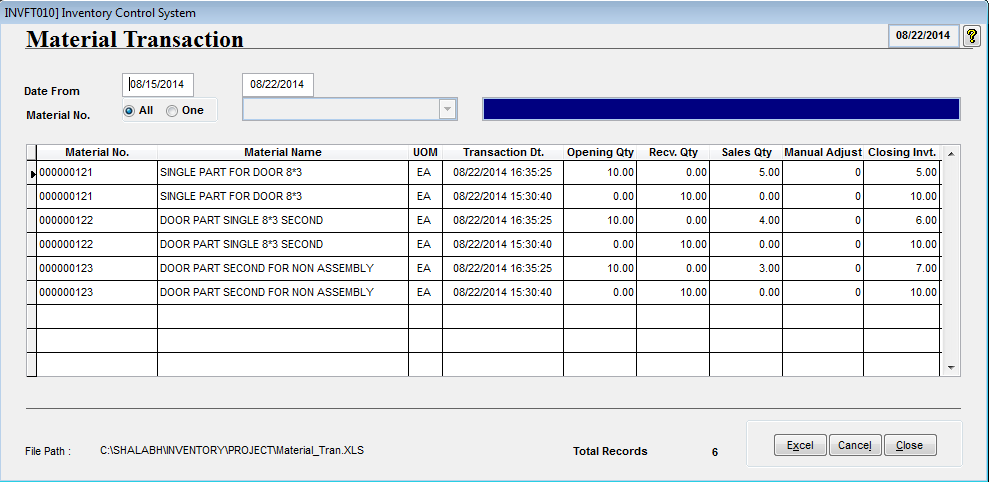 INVFT010] Inventory Control System
Material Transaction
08/22/2014
?
Date From 08/15/2014 08/22/2014
Material No. All One
Material No. Material Name UOM Transaction Dt. Opening Qty Recv. Qty Sales Qty Manual Adjust Closing Invt.
000000121 SINGLE PART FOR DOOR 8*3 EA 08/22/2014 16:35:25 10.00 0.00 5.00 0 5.00
000000121 SINGLE PART FOR DOOR 8*3 EA 08/22/2014 15:30:40 0.00 10.00 0.00 0 10.00
000000122 DOOR PART SINGLE 8*3 SECOND EA 08/22/2014 16:35:25 10.00 0.00 4.00 0 6.00
000000122 DOOR PART SINGLE 8*3 SECOND EA 08/22/2014 15:30:40 0.00 10.00 0.00 0 10.00
000000123 DOOR PART SECOND FOR NON ASSEMBLY EA 08/22/2014 16:35:25 10.00 0.00 3.00 0 7.00
000000123 DOOR PART SECOND FOR NON ASSEMBLY EA 08/22/2014 15:30:40 0.00 10.00 0.00 0 10.00
File Path : C:\SHALABH\INVENTORY\PROJECT\Material_Tran.XLS Total Records 6 Excel Cancel Close